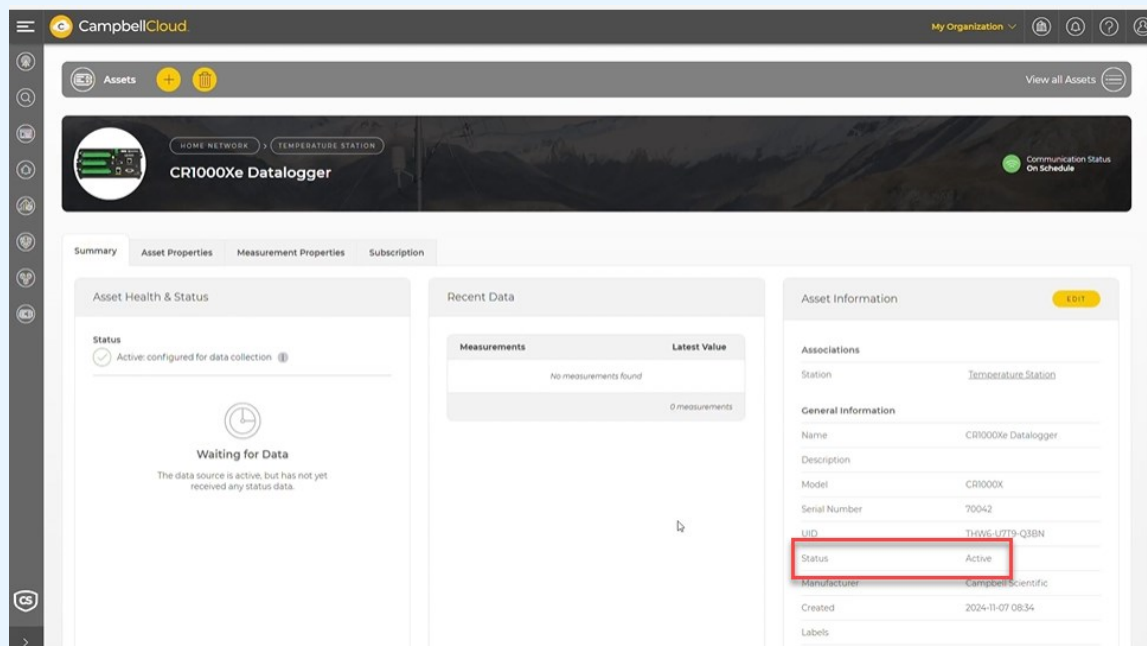 CampbellCloud
My Organization
Assets
View all Assets
HOME NETWORK > TEMPERATURE STATION
CR1000Xe Datalogger
Communication Status
On Schedule
Summary
Asset Properties
Measurement Properties
Subscription
Asset Health & Status
Status
Active: configured for data collection
Waiting for Data
The data source is active, but has not yet
received any status data.
Recent Data
Measurements Latest Value
No measurements found
0 measurements
Asset Information
EDIT
Associations
Station Temperature Station
General Information
Name CR1000Xe Datalogger
Description
Model CR1000X
Serial Number 70042
UID THW6-U7T9-Q3BN
Status Active
Manufacturer Campbell Scientific
Created 2024-11-07 08:34
Labels
CS